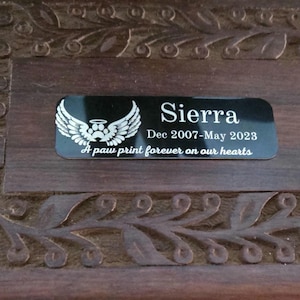 Sierra
Dec 2007-May 2023
A paw print forever on our hearts